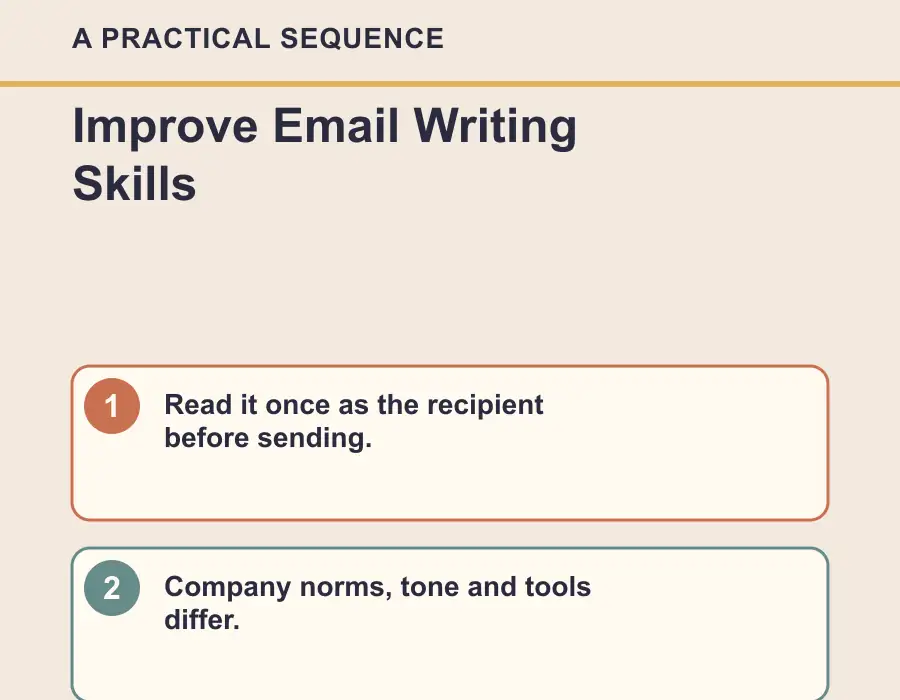 A PRACTICAL SEQUENCE
Improve Email Writing
Skills
1
Read it once as the recipient
before sending.
2
Company norms, tone and tools
differ.